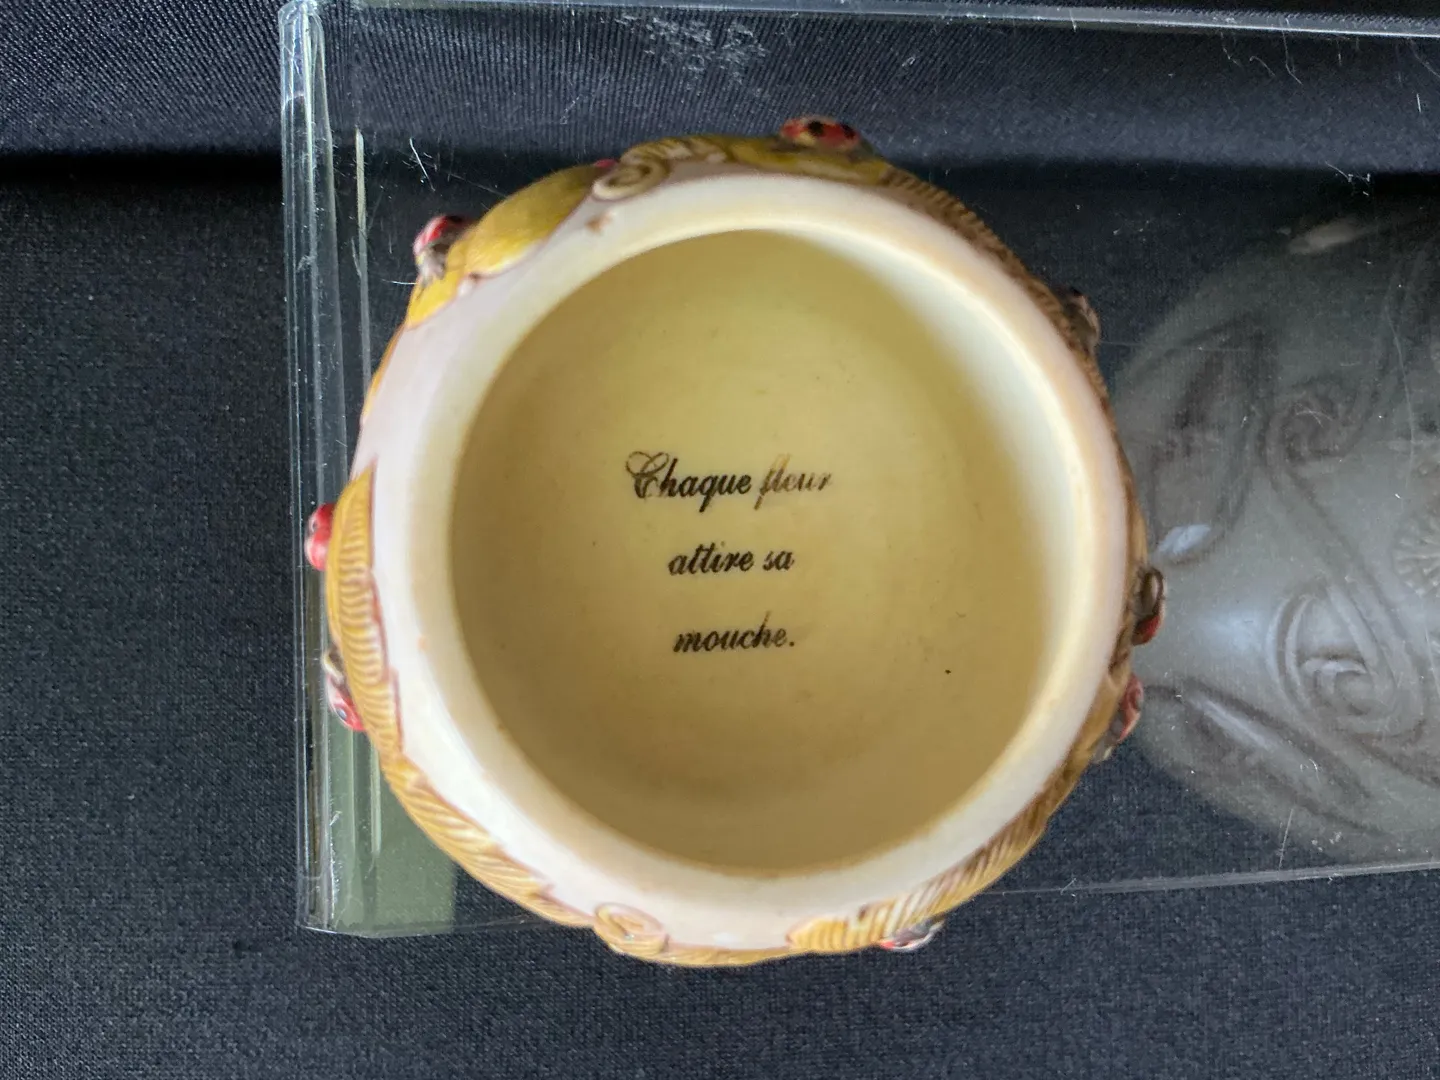 Chaque fleur
attire sa
mouche.